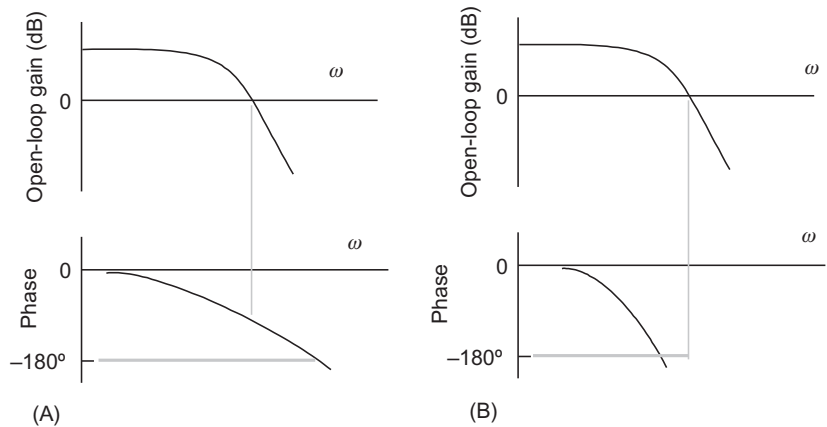 Open-loop gain (dB)
0
ω
Phase
0
ω
–180º
(A)
Open-loop gain (dB)
0
ω
Phase
0
ω
–180º
(B)